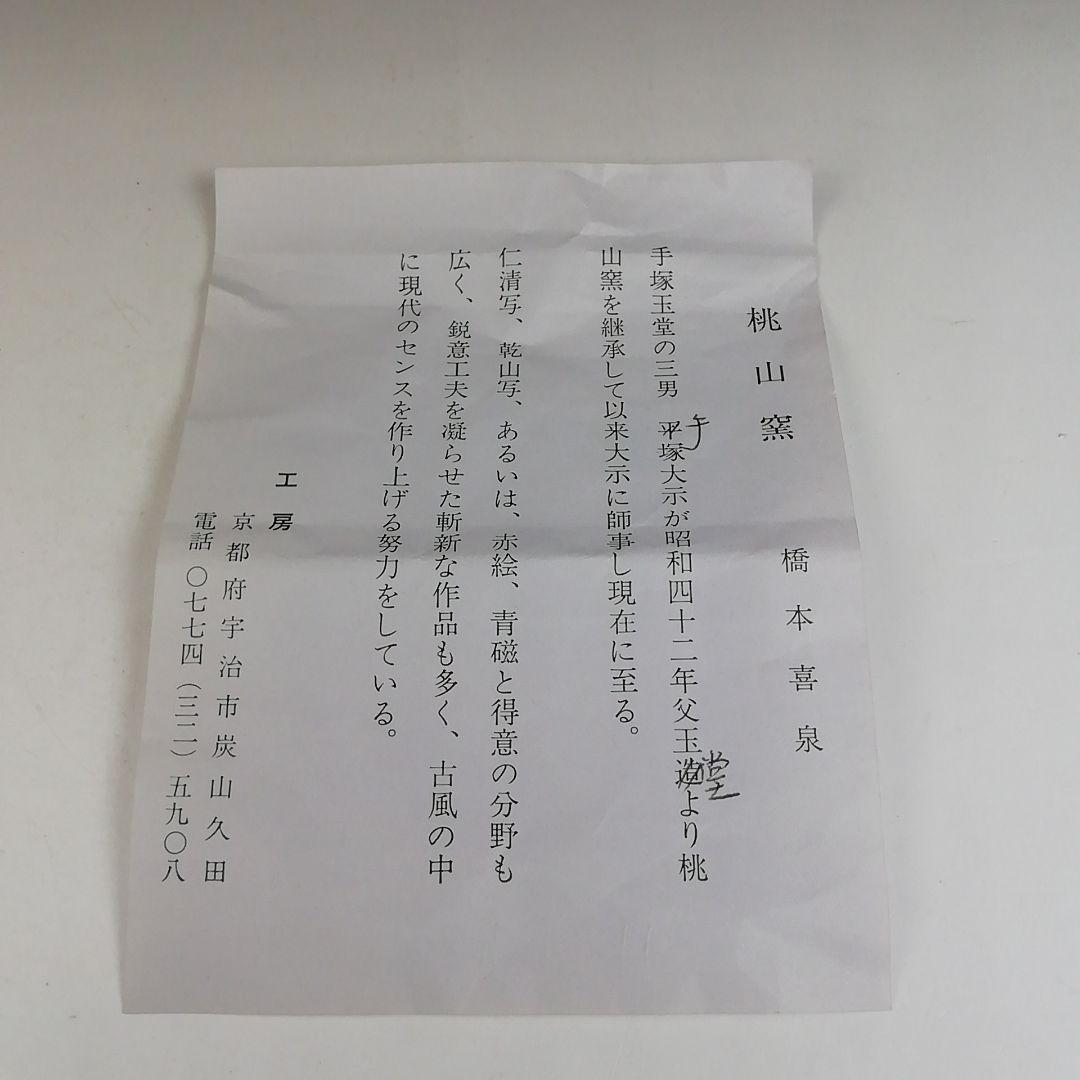 桃山窯　橋本喜泉
手塚玉堂の三男　平塚大示が昭和四十二年父玉造より桃
手
堂
山窯を継承して以来大示に師事し現在に至る。
仁清写、乾山写、あるいは、赤絵、青磁と得意の分野も
広く、鋭意工夫を凝らせた斬新な作品も多く、古風の中
に現代のセンスを作り上げる努力をしている。
工房
京都府宇治市炭山久田
電話〇七七四（三二）五九〇八